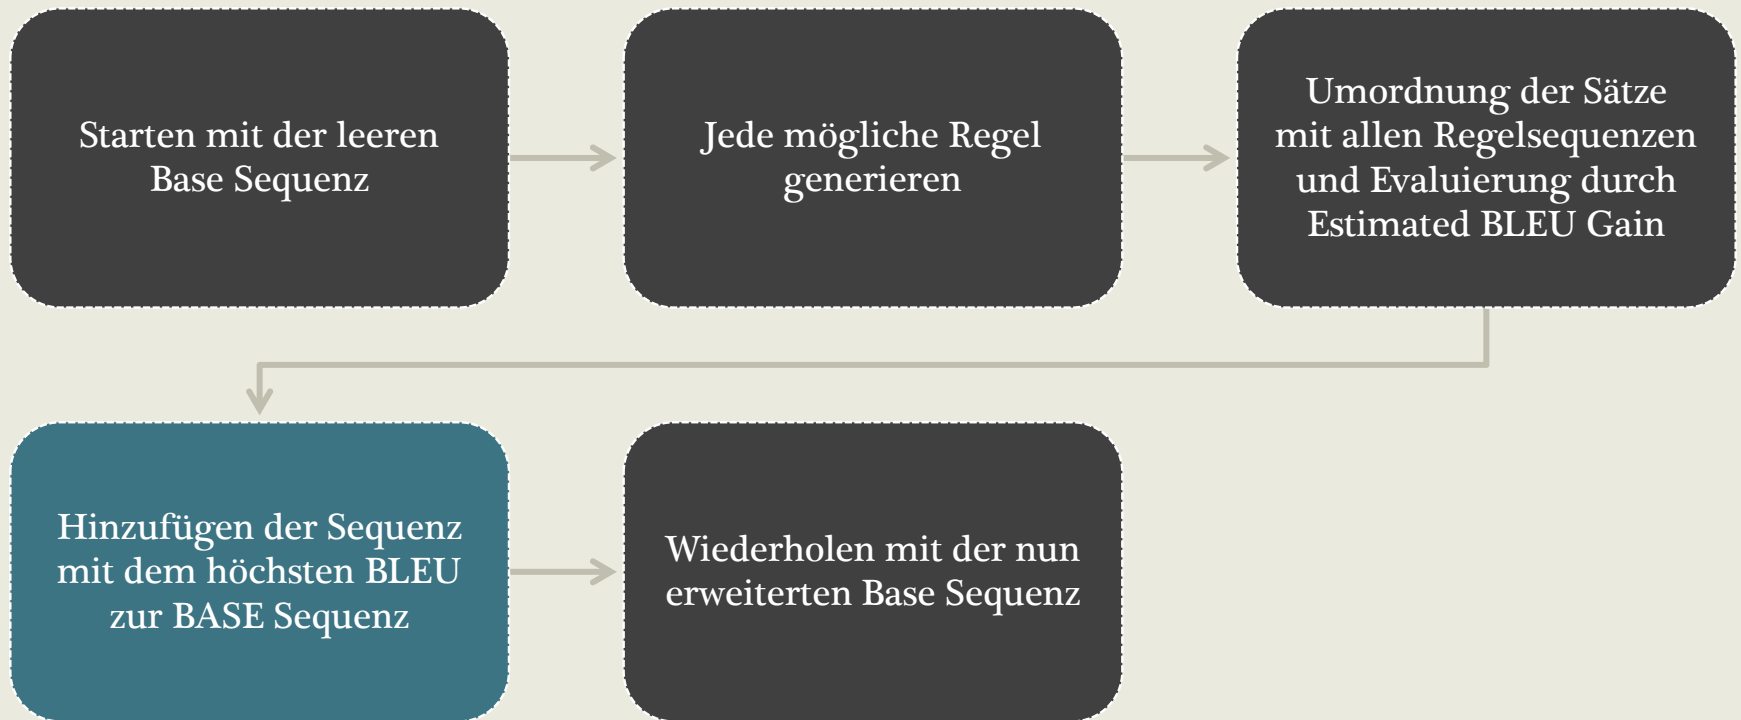 Starten mit der leeren
Base Sequenz
Jede mögliche Regel
generieren
Umordnung der Sätze
mit allen Regelsequenzen
und Evaluierung durch
Estimated BLEU Gain
Hinzufügen der Sequenz
mit dem höchsten BLEU
zur BASE Sequenz
Wiederholen mit der nun
erweiterten Base Sequenz